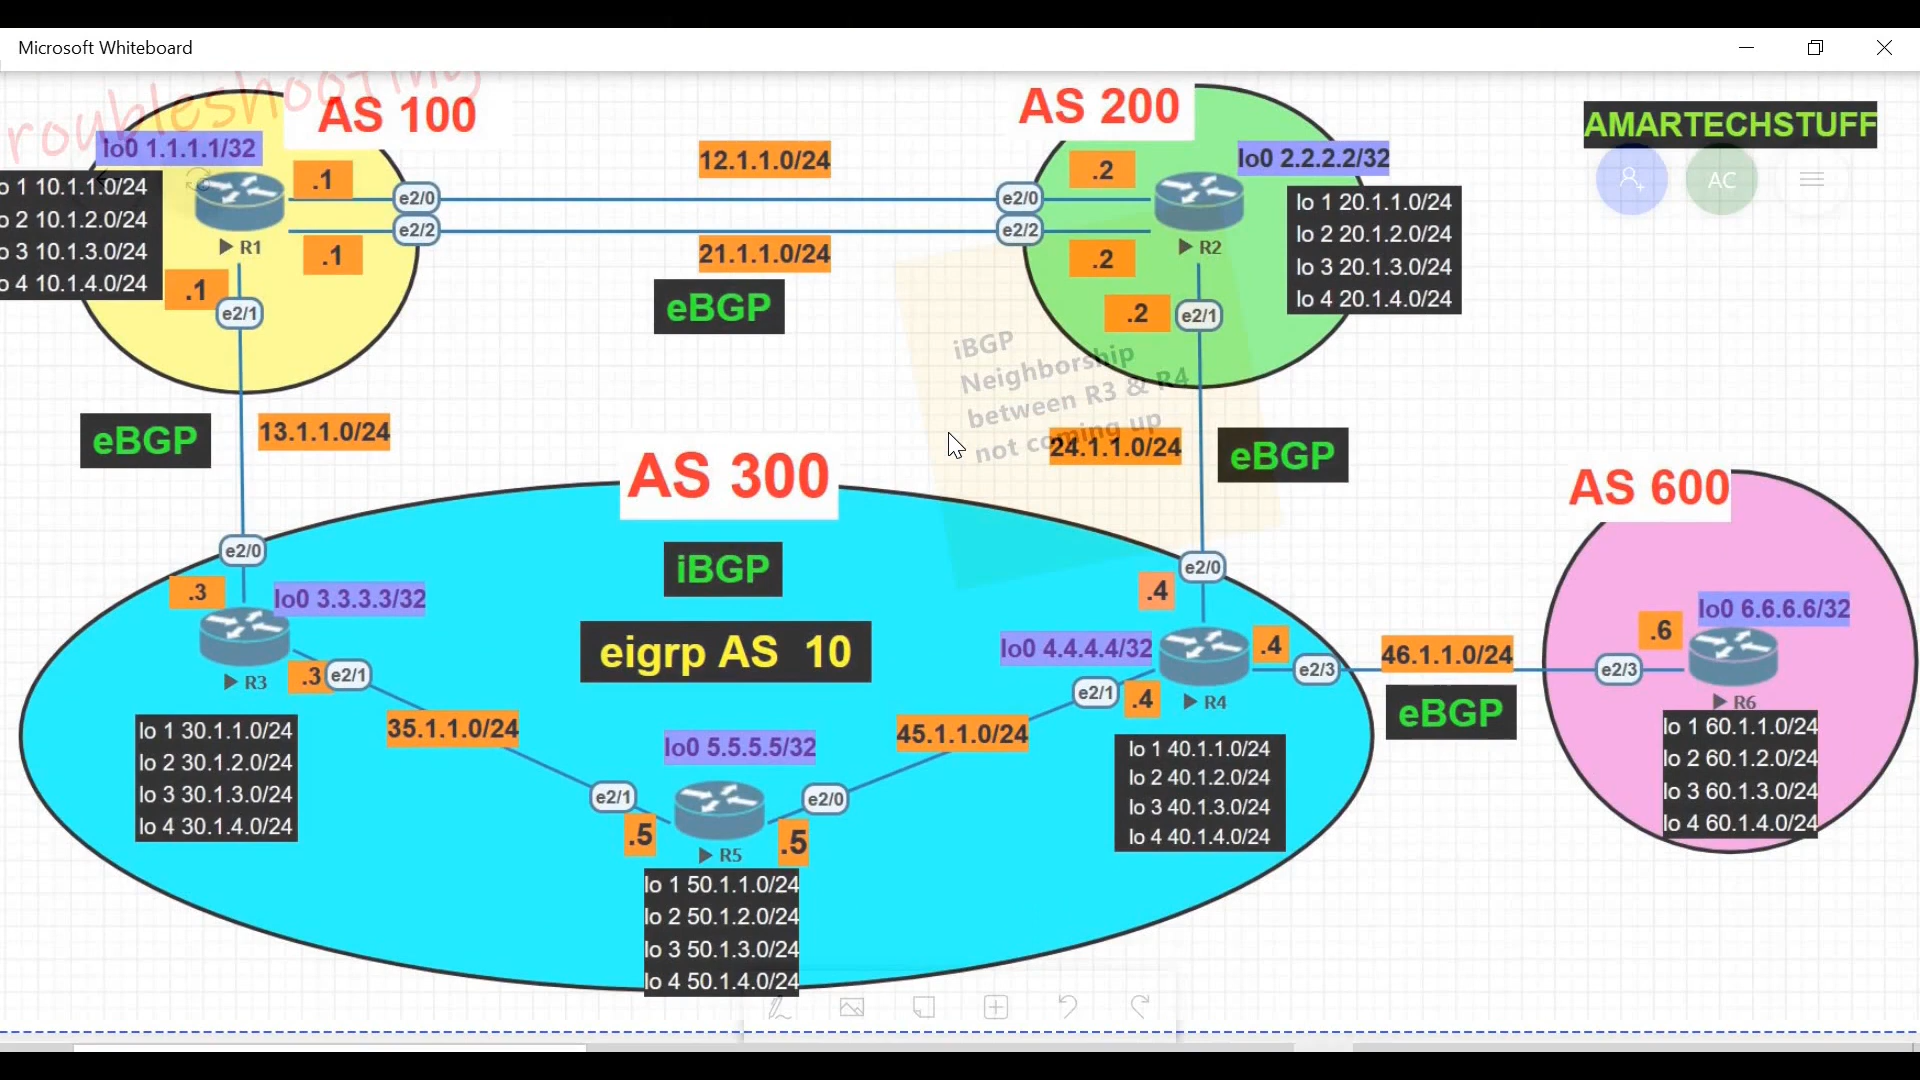 Microsoft Whiteboard
roubleshooting
AS 100
AS 200
AMARTECHSTUFF
lo0 1.1.1.1/32
12.1.1.0/24
lo0 2.2.2.2/32
o 1 10.1.1.0/24
o 2 10.1.2.0/24
o 3 10.1.3.0/24
o 4 10.1.4.0/24
.1
e2/0
e2/0
.2
AC
lo 1 20.1.1.0/24
lo 2 20.1.2.0/24
lo 3 20.1.3.0/24
lo 4 20.1.4.0/24
R1
.1
e2/2
21.1.1.0/24
e2/2
.2
R2
.1
e2/1
eBGP
.2
e2/1
iBGP
Neighborship
between R3 & R4
not coming up
eBGP
13.1.1.0/24
24.1.1.0/24
eBGP
AS 300
AS 600
e2/0
iBGP
e2/0
.3
lo0 3.3.3.3/32
.4
lo0 6.6.6.6/32
eigrp AS 10
lo0 4.4.4.4/32
.4
e2/3
46.1.1.0/24
e2/3
.6
R3
.3
e2/1
e2/1
.4
R4
eBGP
R6
lo 1 30.1.1.0/24
lo 2 30.1.2.0/24
lo 3 30.1.3.0/24
lo 4 30.1.4.0/24
35.1.1.0/24
lo0 5.5.5.5/32
45.1.1.0/24
lo 1 40.1.1.0/24
lo 2 40.1.2.0/24
lo 3 40.1.3.0/24
lo 4 40.1.4.0/24
lo 1 60.1.1.0/24
lo 2 60.1.2.0/24
lo 3 60.1.3.0/24
lo 4 60.1.4.0/24
e2/1
e2/0
.5
R5
.5
lo 1 50.1.1.0/24
lo 2 50.1.2.0/24
lo 3 50.1.3.0/24
lo 4 50.1.4.0/24